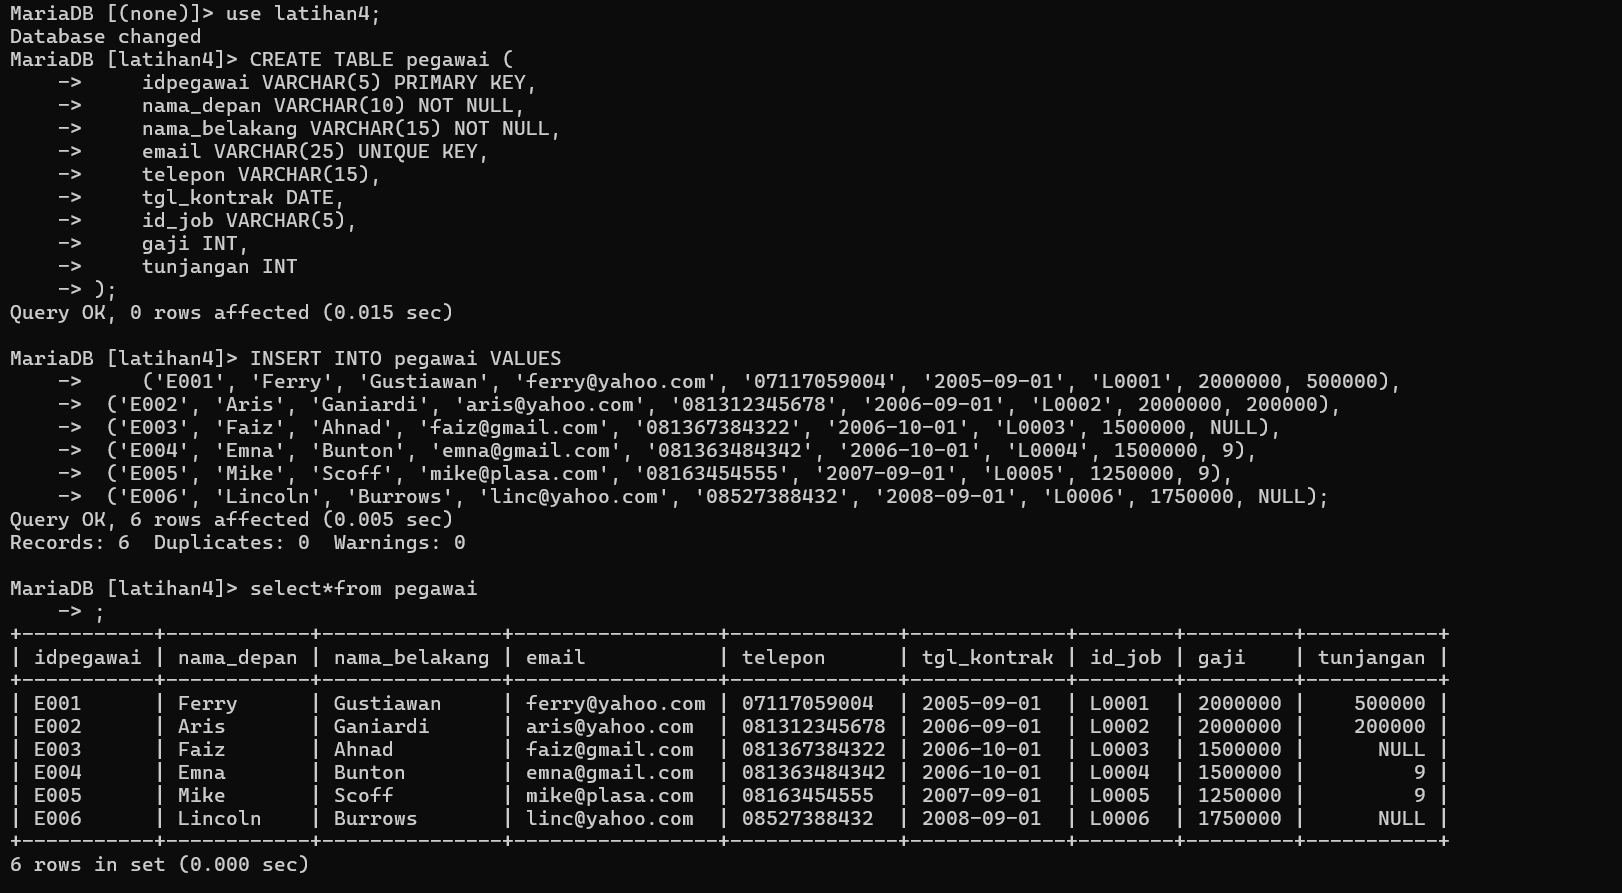 MariaDB [(none)]> use latihan4;
Database changed
MariaDB [latihan4]> CREATE TABLE pegawai (
    ->     idpegawai VARCHAR(5) PRIMARY KEY,
    ->     nama_depan VARCHAR(10) NOT NULL,
    ->     nama_belakang VARCHAR(15) NOT NULL,
    ->     email VARCHAR(25) UNIQUE KEY,
    ->     telepon VARCHAR(15),
    ->     tgl_kontrak DATE,
    ->     id_job VARCHAR(5),
    ->     gaji INT,
    ->     tunjangan INT
    -> );
Query OK, 0 rows affected (0.015 sec)

MariaDB [latihan4]> INSERT INTO pegawai VALUES
    ->     ('E001', 'Ferry', 'Gustiawan', 'ferry@yahoo.com', '07117059004', '2005-09-01', 'L0001', 2000000, 500000),
    ->  ('E002', 'Aris', 'Ganiardi', 'aris@yahoo.com', '081312345678', '2006-09-01', 'L0002', 2000000, 200000),
    ->  ('E003', 'Faiz', 'Ahnad', 'faiz@gmail.com', '081367384322', '2006-10-01', 'L0003', 1500000, NULL),
    ->  ('E004', 'Emna', 'Bunton', 'emna@gmail.com', '081363484342', '2006-10-01', 'L0004', 1500000, 9),
    ->  ('E005', 'Mike', 'Scoff', 'mike@plasa.com', '08163454555', '2007-09-01', 'L0005', 1250000, 9),
    ->  ('E006', 'Lincoln', 'Burrows', 'linc@yahoo.com', '08527388432', '2008-09-01', 'L0006', 1750000, NULL);
Query OK, 6 rows affected (0.005 sec)
Records: 6  Duplicates: 0  Warnings: 0

MariaDB [latihan4]> select*from pegawai
    -> ;
+-----------+------------+---------------+-----------------+--------------+-------------+--------+---------+-----------+
| idpegawai | nama_depan | nama_belakang | email           | telepon      | tgl_kontrak | id_job | gaji    | tunjangan |
+-----------+------------+---------------+-----------------+--------------+-------------+--------+---------+-----------+
| E001      | Ferry      | Gustiawan     | ferry@yahoo.com | 07117059004  | 2005-09-01  | L0001  | 2000000 |    500000 |
| E002      | Aris       | Ganiardi      | aris@yahoo.com  | 081312345678 | 2006-09-01  | L0002  | 2000000 |    200000 |
| E003      | Faiz       | Ahnad         | faiz@gmail.com  | 081367384322 | 2006-10-01  | L0003  | 1500000 |      NULL |
| E004      | Emna       | Bunton        | emna@gmail.com  | 081363484342 | 2006-10-01  | L0004  | 1500000 |         9 |
| E005      | Mike       | Scoff         | mike@plasa.com  | 08163454555  | 2007-09-01  | L0005  | 1250000 |         9 |
| E006      | Lincoln    | Burrows       | linc@yahoo.com  | 08527388432  | 2008-09-01  | L0006  | 1750000 |      NULL |
+-----------+------------+---------------+-----------------+--------------+-------------+--------+---------+-----------+
6 rows in set (0.000 sec)